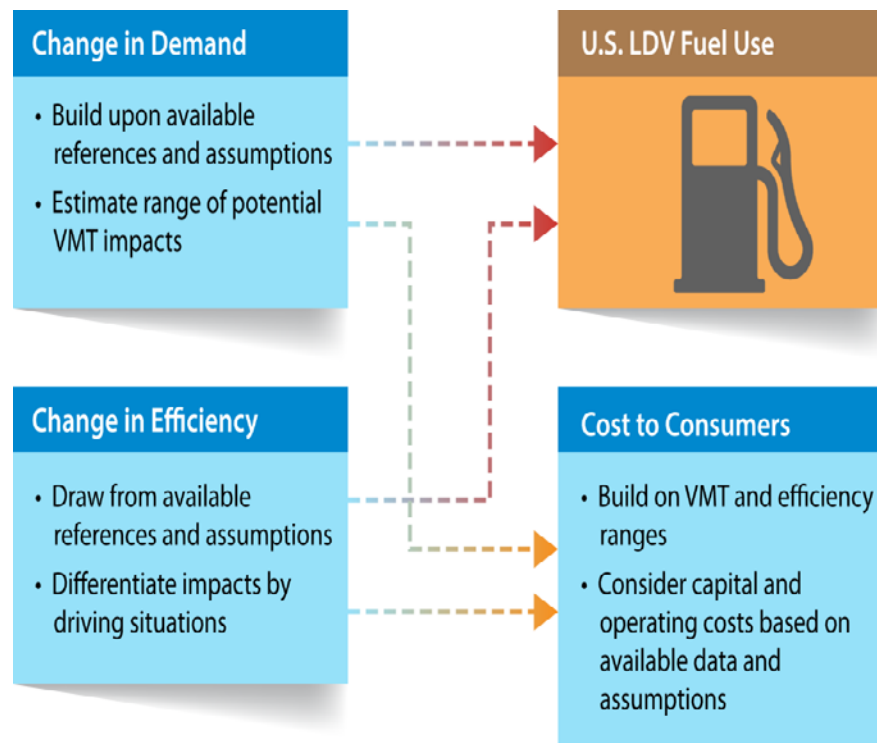 Change in Demand
• Build upon available
references and assumptions
• Estimate range of potential
VMT impacts
U.S. LDV Fuel Use
Change in Efficiency
• Draw from available
references and assumptions
• Differentiate impacts by
driving situations
Cost to Consumers
• Build on VMT and efficiency
ranges
• Consider capital and
operating costs based on
available data and
assumptions